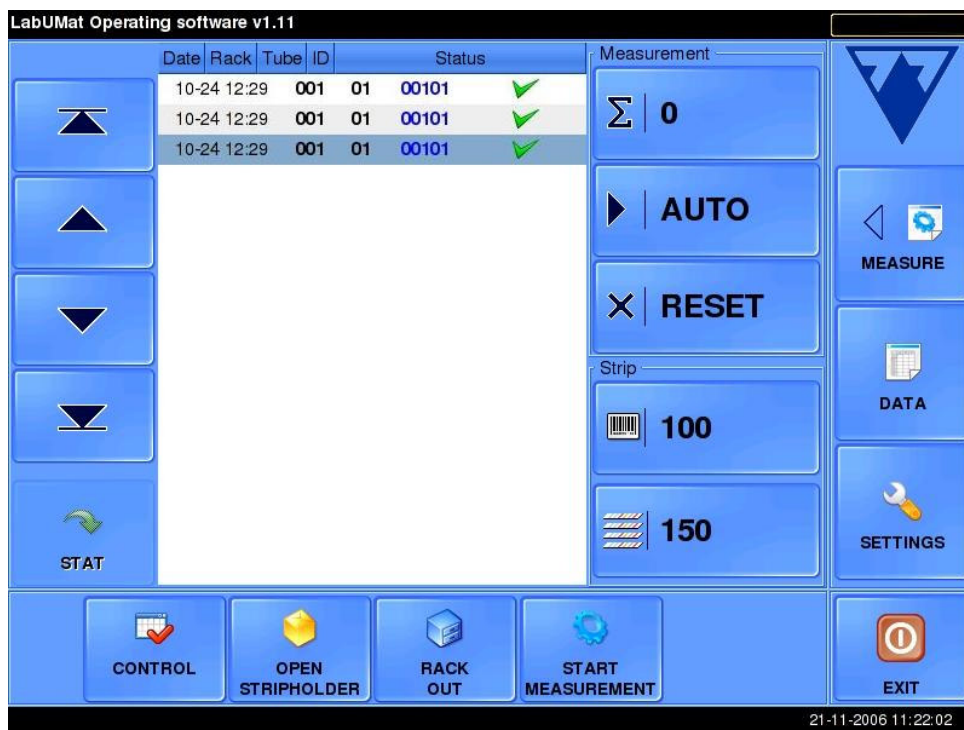 LabUMat Operating software v1.11
Date Rack Tube ID Status
10-24 12:29 001 01 00101
10-24 12:29 001 01 00101
10-24 12:29 001 01 00101
STAT
Measurement
Σ 0
AUTO
RESET
Strip
100
150
MEASURE
DATA
SETTINGS
CONTROL
OPEN
STRIPHOLDER
RACK
OUT
START
MEASUREMENT
EXIT
21-11-2006 11:22:02